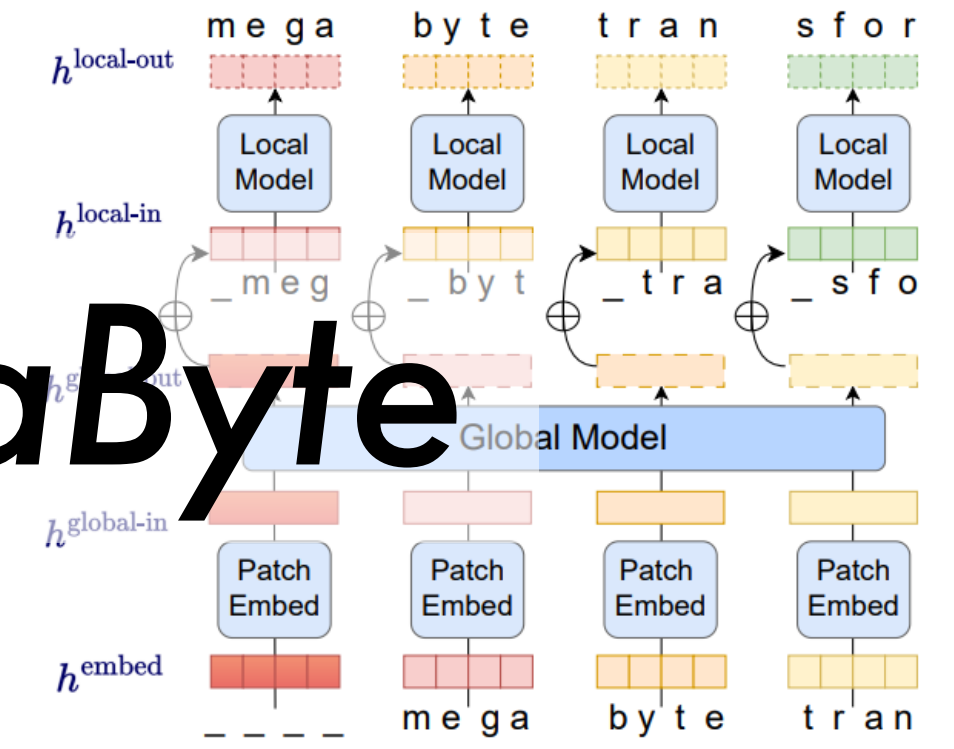 m e g a b y t e t r a n s f o r
h local-out
Local Model Local Model Local Model Local Model
h local-in
_ m e g _ b y t _ t r a _ s f o
aByte
Global Model
h global-in
Patch Embed Patch Embed Patch Embed Patch Embed
h embed
_ _ _ _ m e g a b y t e t r a n